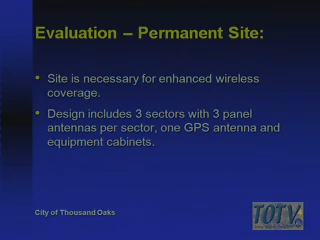 Evaluation – Permanent Site:
• Site is necessary for enhanced wireless
coverage.
• Design includes 3 sectors with 3 panel
antennas per sector, one GPS antenna and
equipment cabinets.
City of Thousand Oaks
TOTV